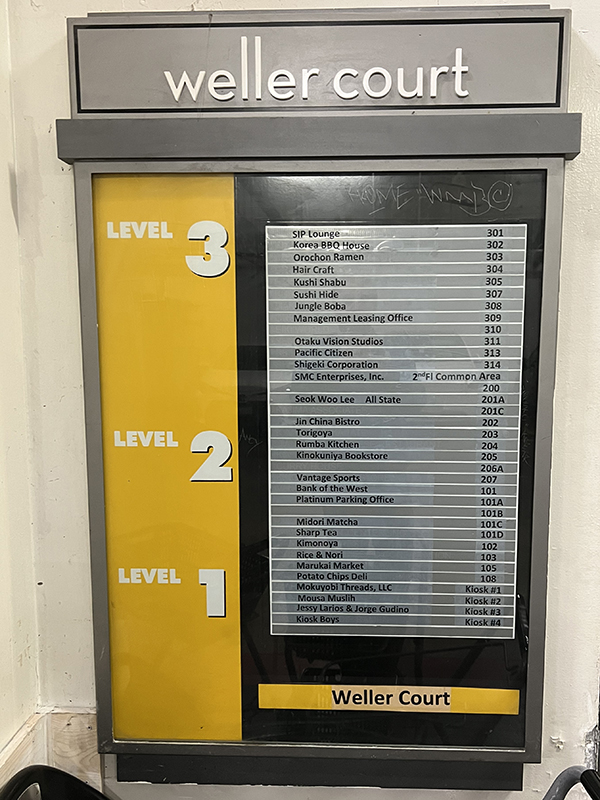 weller court
HOME
LEVEL 3
SIP Lounge 301
Korea BBQ House 302
Orochon Ramen 303
Hair Craft 304
Kushi Shabu 305
Sushi Hide 307
Jungle Boba 308
Management Leasing Office 309
310
Otaku Vision Studios 311
Pacific Citizen 313
Shigeki Corporation 314
SMC Enterprises, Inc. 2nd Fl Common Area
200
Seok Woo Lee All State 201A
201C
LEVEL 2
Jin China Bistro 202
Torigoya 203
Rumba Kitchen 204
Kinokuniya Bookstore 205
206A
Vantage Sports 207
Bank of the West 101
Platinum Parking Office 101A
101B
Midori Matcha 101C
Sharp Tea 101D
Kimonoya 102
Rice & Nori 103
LEVEL 1
Marukai Market 105
Potato Chips Deli 108
Mokuyobi Threads, LLC Kiosk #1
Mousa Muslih Kiosk #2
Jessy Larios & Jorge Gudino Kiosk #3
Kiosk Boys Kiosk #4
Weller Court